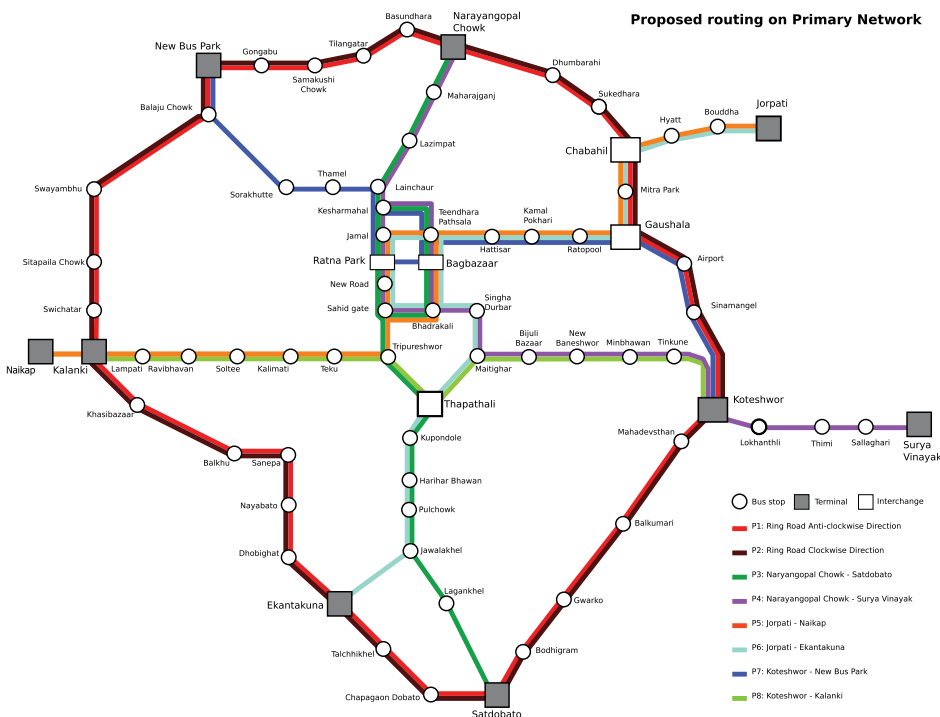 Proposed routing on Primary Network
Narayangopal
Chowk
Basundhara
Tilangatar
New Bus Park
Gongabu
Samakushi
Chowk
Dhumbarahi
Sukedhara
Jorpati
Bouddha
Hyatt
Balaju Chowk
Maharajganj
Lazimpat
Chabahil
Mitra Park
Swayambhu
Sorakhutte
Thamel
Lainchaur
Kesharmahal
Teendhara
Pathsala
Kamal
Pokhari
Gaushala
Jamal
Hattisar
Ratopool
Airport
Sitapaila Chowk
Ratna Park
Bagbazaar
New Road
Singha
Durbar
Sinamangel
Swichatar
Sahid gate
Bhadrakali
Bijuli
Bazaar
New
Baneshwor
Minbhawan
Tinkune
Tripureshwor
Maitighar
Naikap
Kalanki
Lampati
Ravibhavan
Soltee
Kalimati
Teku
Khasibazaar
Thapathali
Koteshwor
Mahadevsthan
Lokhanthli
Thimi
Sallaghari
Surya
Vinayak
Kupondole
Balkhu
Sanepa
Harihar Bhawan
Nayabato
Pulchowk
Balkumari
Dhobighat
Jawalakhel
Ekantakuna
Lagankhel
Gwarko
Talchhikhel
Bodhigram
Chapagaon Dobato
Satdobato
Bus stop
Terminal
Interchange
P1: Ring Road Anti-clockwise Direction
P2: Ring Road Clockwise Direction
P3: Naryangopal Chowk - Satdobato
P4: Narayangopal Chowk - Surya Vinayak
P5: Jorpati - Naikap
P6: Jorpati - Ekantakuna
P7: Koteshwor - New Bus Park
P8: Koteshwor - Kalanki